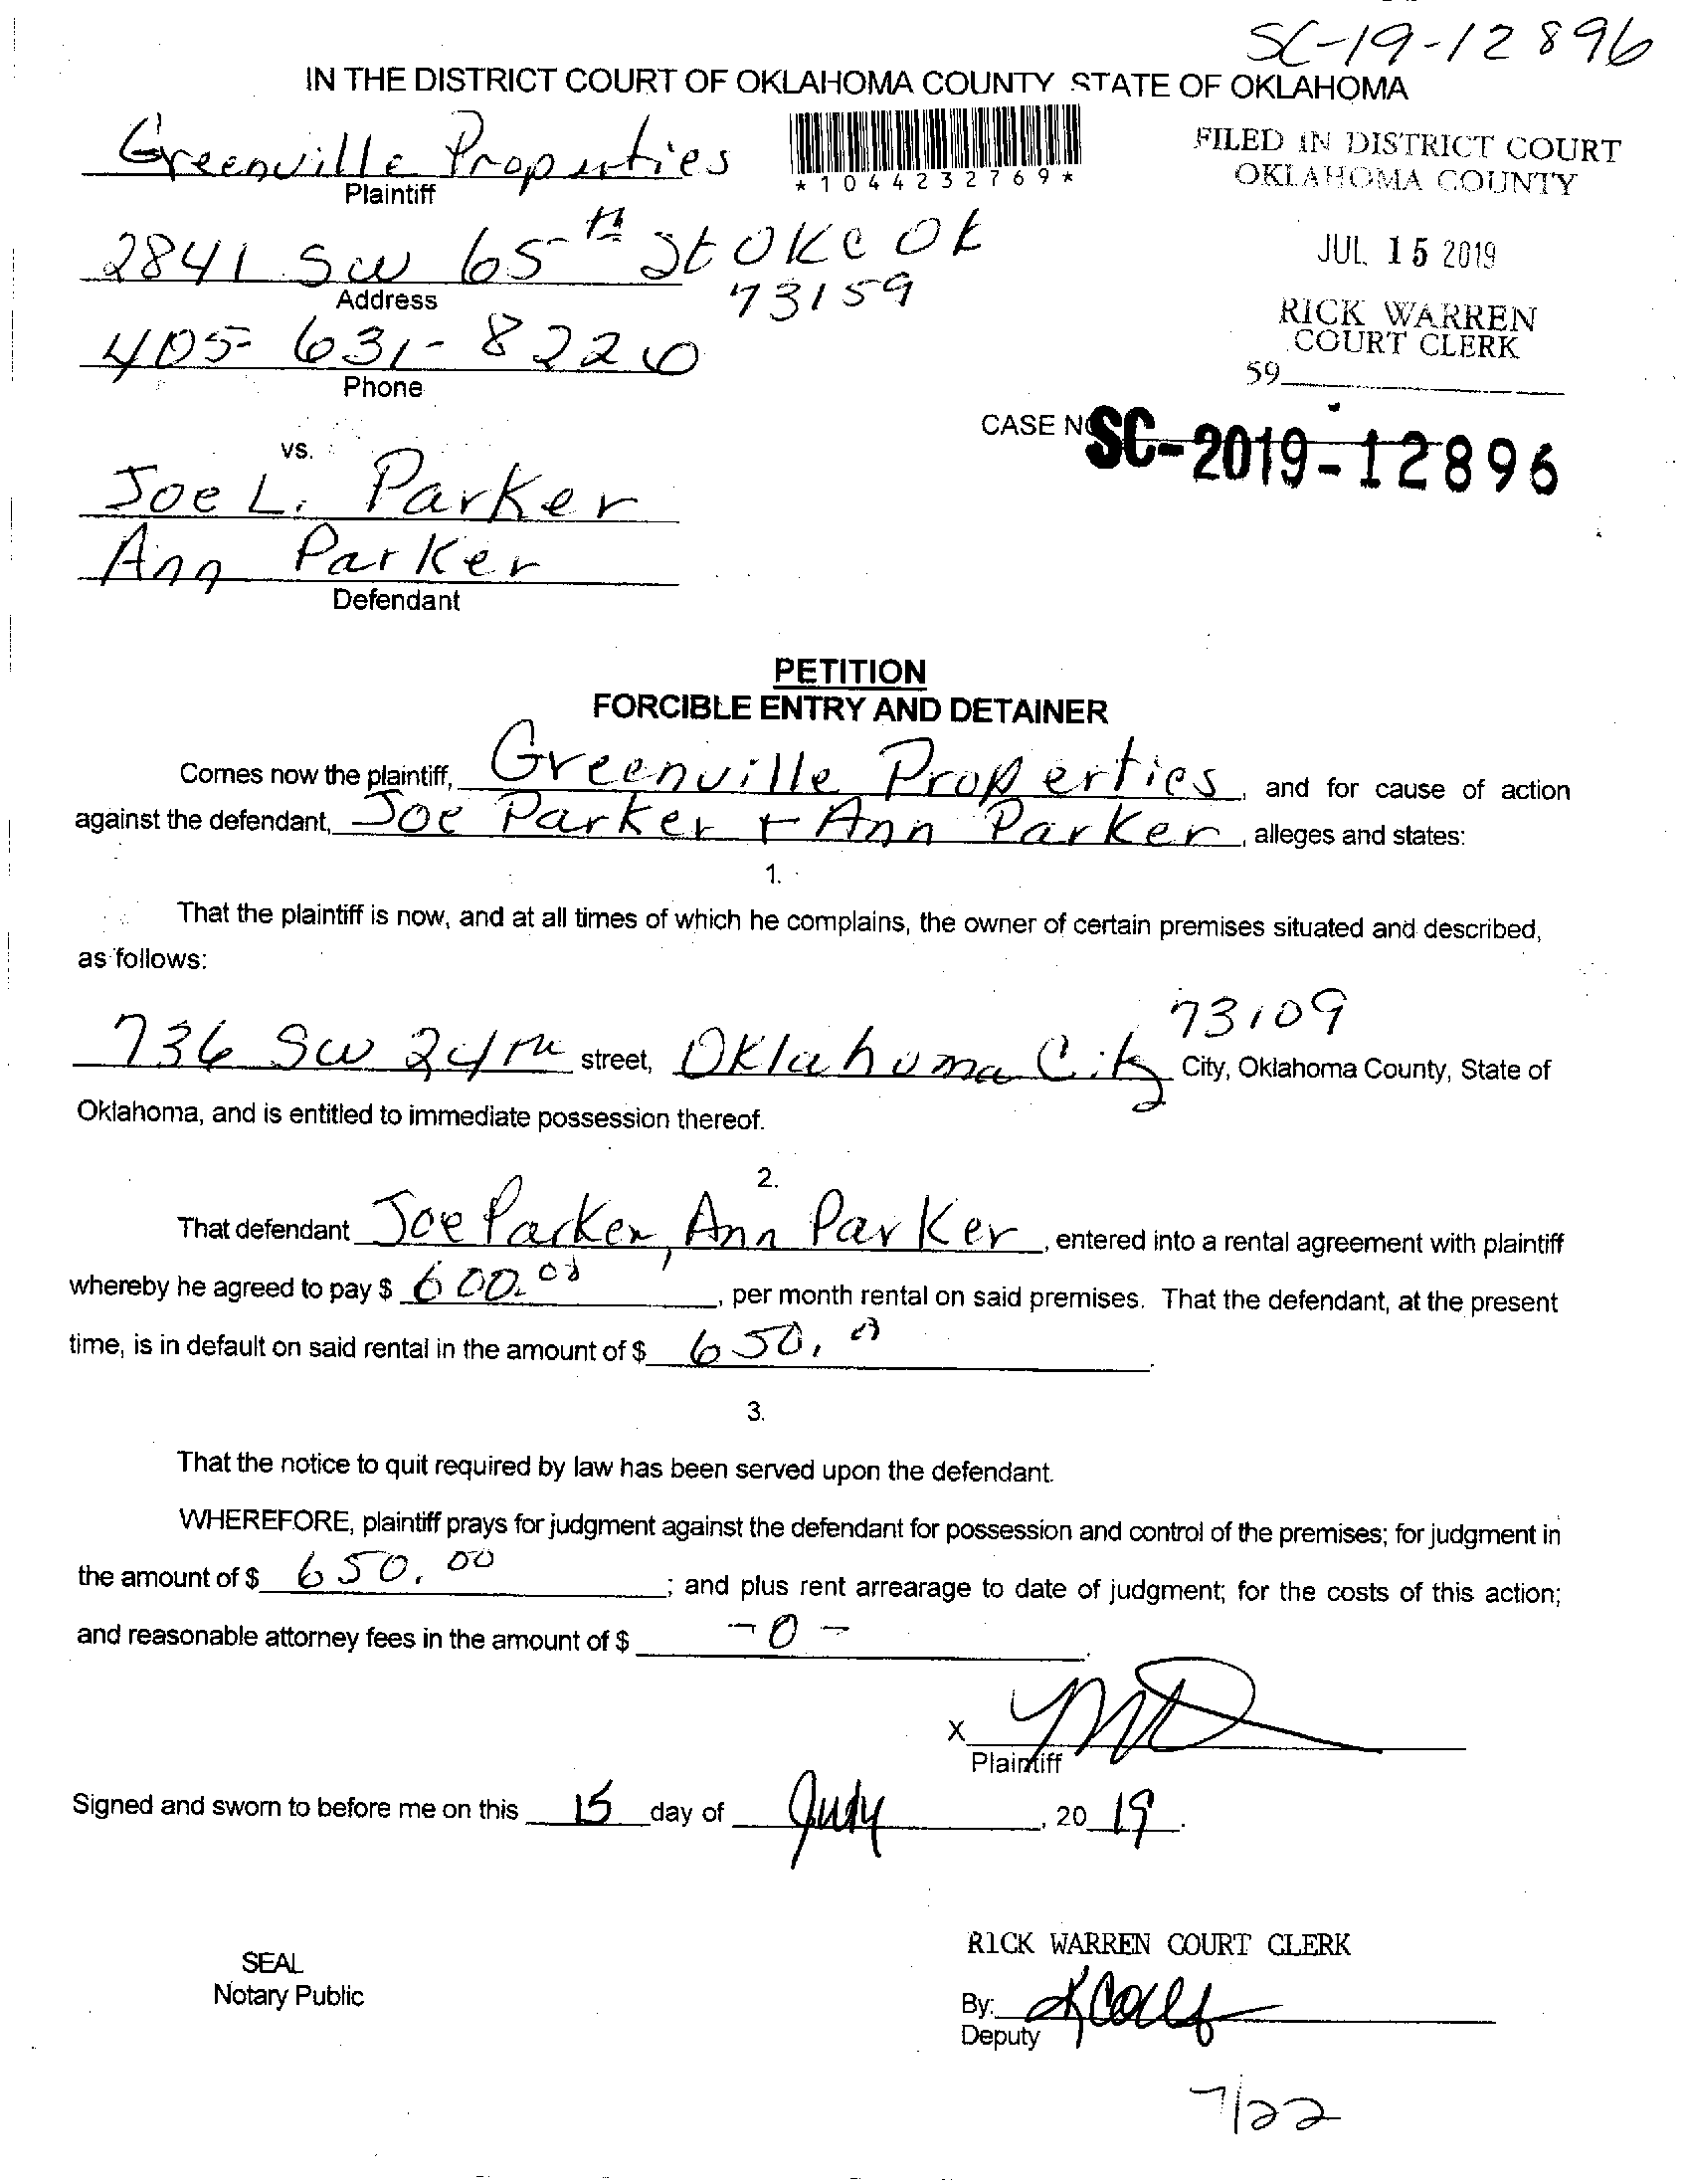 SC-19-12896
IN THE DISTRICT COURT OF OKLAHOMA COUNTY STATE OF OKLAHOMA
Greenville Properties
Plaintiff
*1044232769*
FILED IN DISTRICT COURT
OKLAHOMA COUNTY
2841 SW 65th St OKC OK
73159
Address
JUL 15 2019
405-631-8220
Phone
RICK WARREN
COURT CLERK
59
CASE NO SC-2019-12896
vs.
Joe L. Parker
Ann Parker
Defendant
PETITION
FORCIBLE ENTRY AND DETAINER
Comes now the plaintiff, Greenville Properties, and for cause of action
against the defendant, Joe Parker + Ann Parker, alleges and states:
1.
That the plaintiff is now, and at all times of which he complains, the owner of certain premises situated and described,
as follows:
73109
736 SW 24th street, Oklahoma City City, Oklahoma County, State of
Oklahoma, and is entitled to immediate possession thereof.
2.
That defendant Joe Parker, Ann Parker, entered into a rental agreement with plaintiff
whereby he agreed to pay $ 600.00, per month rental on said premises. That the defendant, at the present
time, is in default on said rental in the amount of $ 650.
3.
That the notice to quit required by law has been served upon the defendant.
WHEREFORE, plaintiff prays for judgment against the defendant for possession and control of the premises; for judgment in
the amount of $ 650.00; and plus rent arrearage to date of judgment; for the costs of this action;
and reasonable attorney fees in the amount of $ -0-.
X
Plaintiff
Signed and sworn to before me on this 15 day of July, 20 19.
RICK WARREN COURT CLERK
SEAL
Notary Public
By:
Deputy
7/22